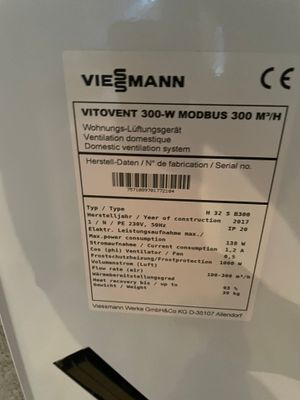 VIESSMANN
CE
VITOVENT 300-W MODBUS 300 M³/H
Wohnungs-Lüftungsgerät
Ventilation domestique
Domestic ventilation system
Herstell-Daten / N° de fabrication / Serial no.
7571889701772104
Typ / Type H 32 S B300
Herstelljahr / Year of construction 2017
1 / N / PE 230V, 50Hz IP 20
Elektr. Leistungsaufnahme max./
Max.power consumption 130 W
Stromaufnahme / Current consumption 1,2 A
Cos (phi) Ventilator / Fan 0,5
Frostschutzheizung/Frostprotection 1000 W
Volumenstrom (Luft)
Flow rate (air) 100-300 m³/h
Wärmebereitstellungsgrad
Heat recovery bis / up to 93 %
Gewicht / Weight 39 kg
Viessmann Werke GmbH&Co KG D-35107 Allendorf